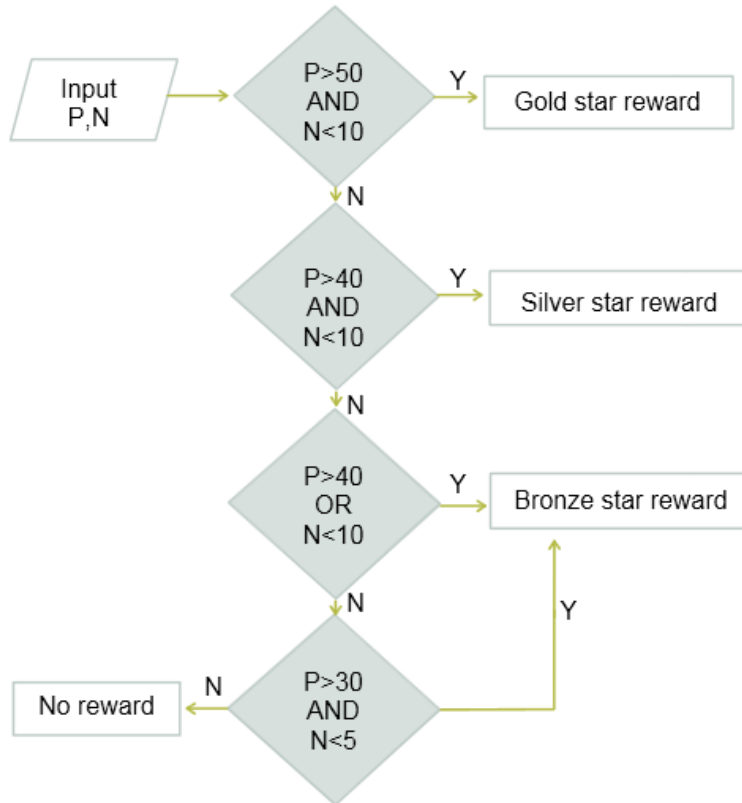 Input
P,N
P>50
AND
N<10
Y
Gold star reward
N
P>40
AND
N<10
Y
Silver star reward
N
P>40
OR
N<10
Y
Bronze star reward
N
Y
P>30
AND
N<5
N
No reward